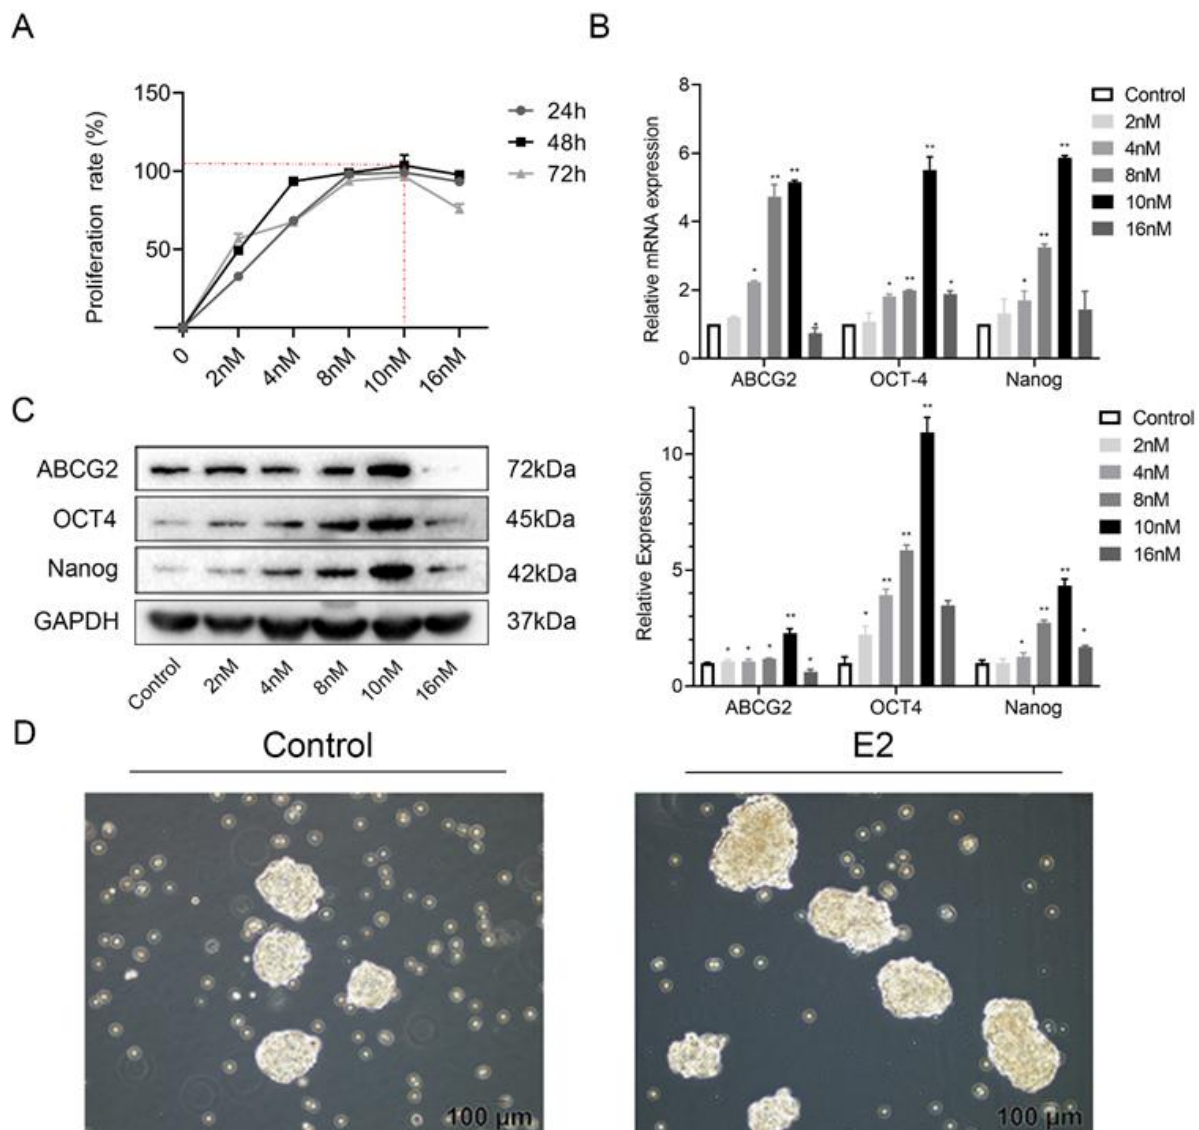 A
B
Proliferation rate (%)
150
100
50
0
2nM
4nM
8nM
10nM
16nM
24h
48h
72h
Relative mRNA expression
8
6
4
2
0
** ** ** **
* * ** * * **
*
ABCG2 OCT-4 Nanog
Control
2nM
4nM
8nM
10nM
16nM
C
ABCG2 72kDa
OCT4 45kDa
Nanog 42kDa
GAPDH 37kDa
Control 2nM 4nM 8nM 10nM 16nM
Relative Expression
10
5
0
**
* ** **
* * * ** * * ** ** *
ABCG2 OCT4 Nanog
Control
2nM
4nM
8nM
10nM
16nM
D
Control E2
100 μm 100 μm